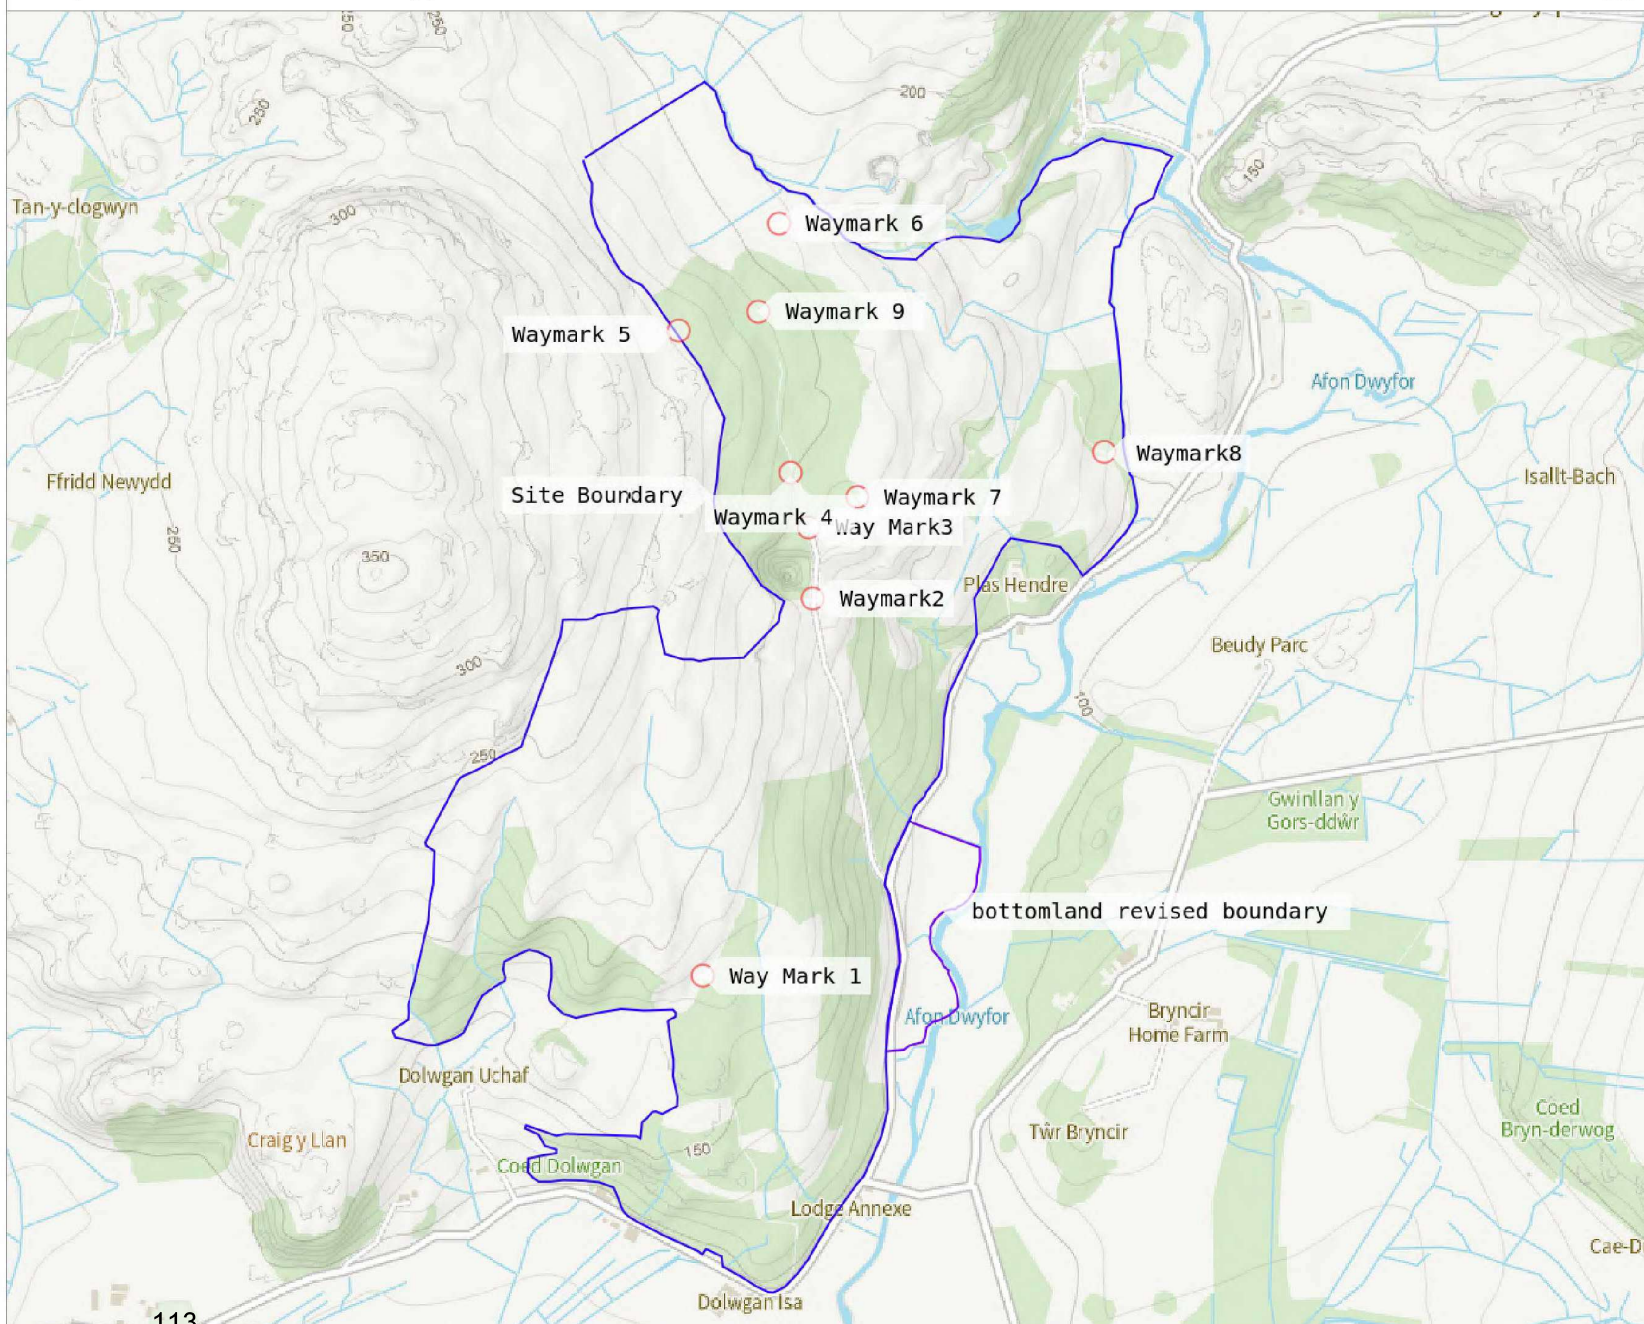 250
250
200
250
150
Tan-y-clogwyn
300
Waymark 6
Waymark 9
Waymark 5
Afon Dwyfor
Waymark8
Ffridd Newydd
Isallt-Bach
Site Boundary
Waymark 7
Waymark 4
Way Mark3
250
350
Plas Hendre
Waymark2
Beudy Parc
300
100
250
Gwinllan y
Gors-ddŵr
bottomland revised boundary
Way Mark 1
Afon Dwyfor
Bryncir
Home Farm
Dolwgan Uchaf
Coed
Bryn-derwog
Craig y Llan
Tŵr Bryncir
150
Coed Dolwgan
Lodge Annexe
Cae-D
Dolwgan Isa
113